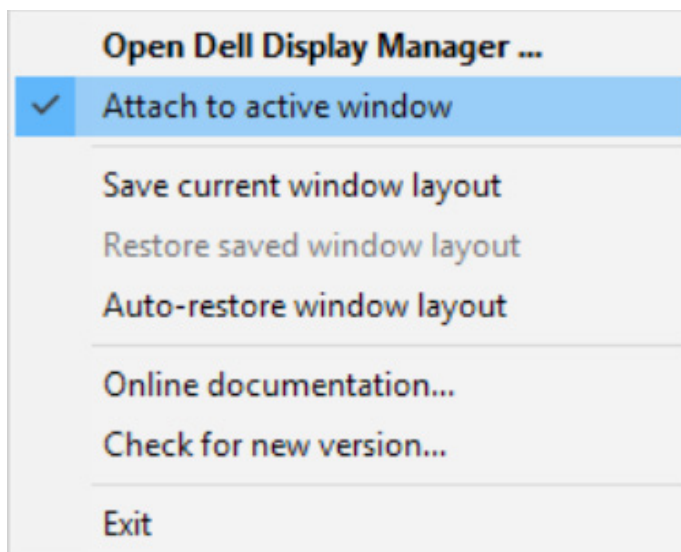 Open Dell Display Manager ...
Attach to active window
Save current window layout
Restore saved window layout
Auto-restore window layout
Online documentation...
Check for new version...
Exit